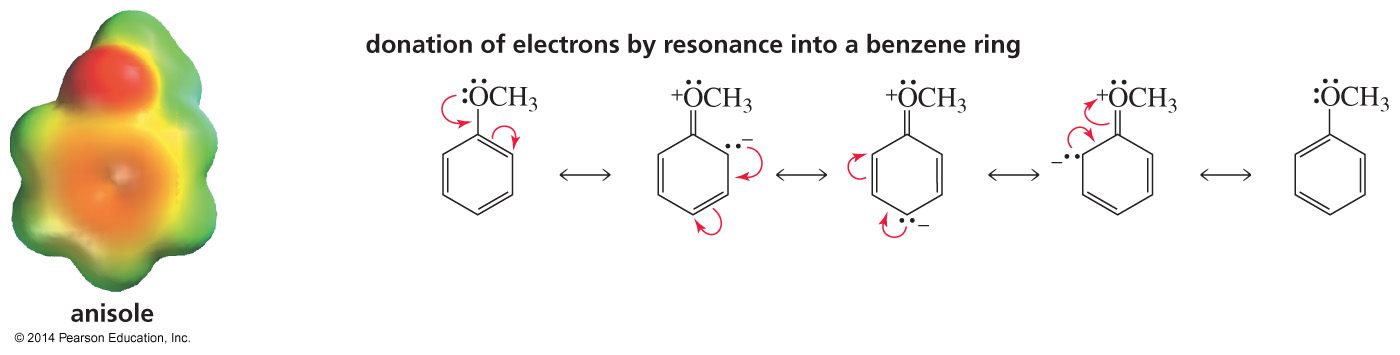 donation of electrons by resonance into a benzene ring
:ÖCH₃ +ÖCH₃ +ÖCH₃ +ÖCH₃ :ÖCH₃
••– –•• ••–
anisole
© 2014 Pearson Education, Inc.